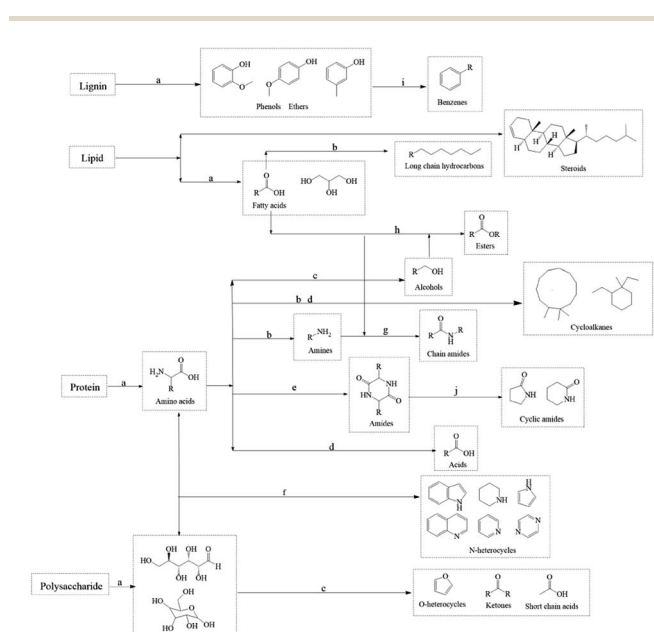 Lignin
a
OH
O
OH
O
OH
Phenols Ethers
i
R
Benzenes
Lipid
a
b
R
Long chain hydrocarbons
H
H
H
H
Steroids
O
R
OH
Fatty acids
HO
OH
OH
h
O
R
OR
Esters
c
R
OH
Alcohols
b d
Cycloalkanes
b
R
NH2
Amines
g
O
R
N
H
R
Chain amides
Protein
a
H2N
O
OH
R
Amino acids
e
R
O
NH
HN
O
R
Amides
j
O
NH
O
NH
Cyclic amides
d
O
R
OH
Acids
f
N
H
NH
H
N
N
N
N
N
N-heterocycles
Polysaccharide
a
OH
OH
O
HO
H
OH
OH
OH
HO
O
HO
OH
OH
c
O
O
R
R
O
OH
O-heterocycles Ketones Short chain acids